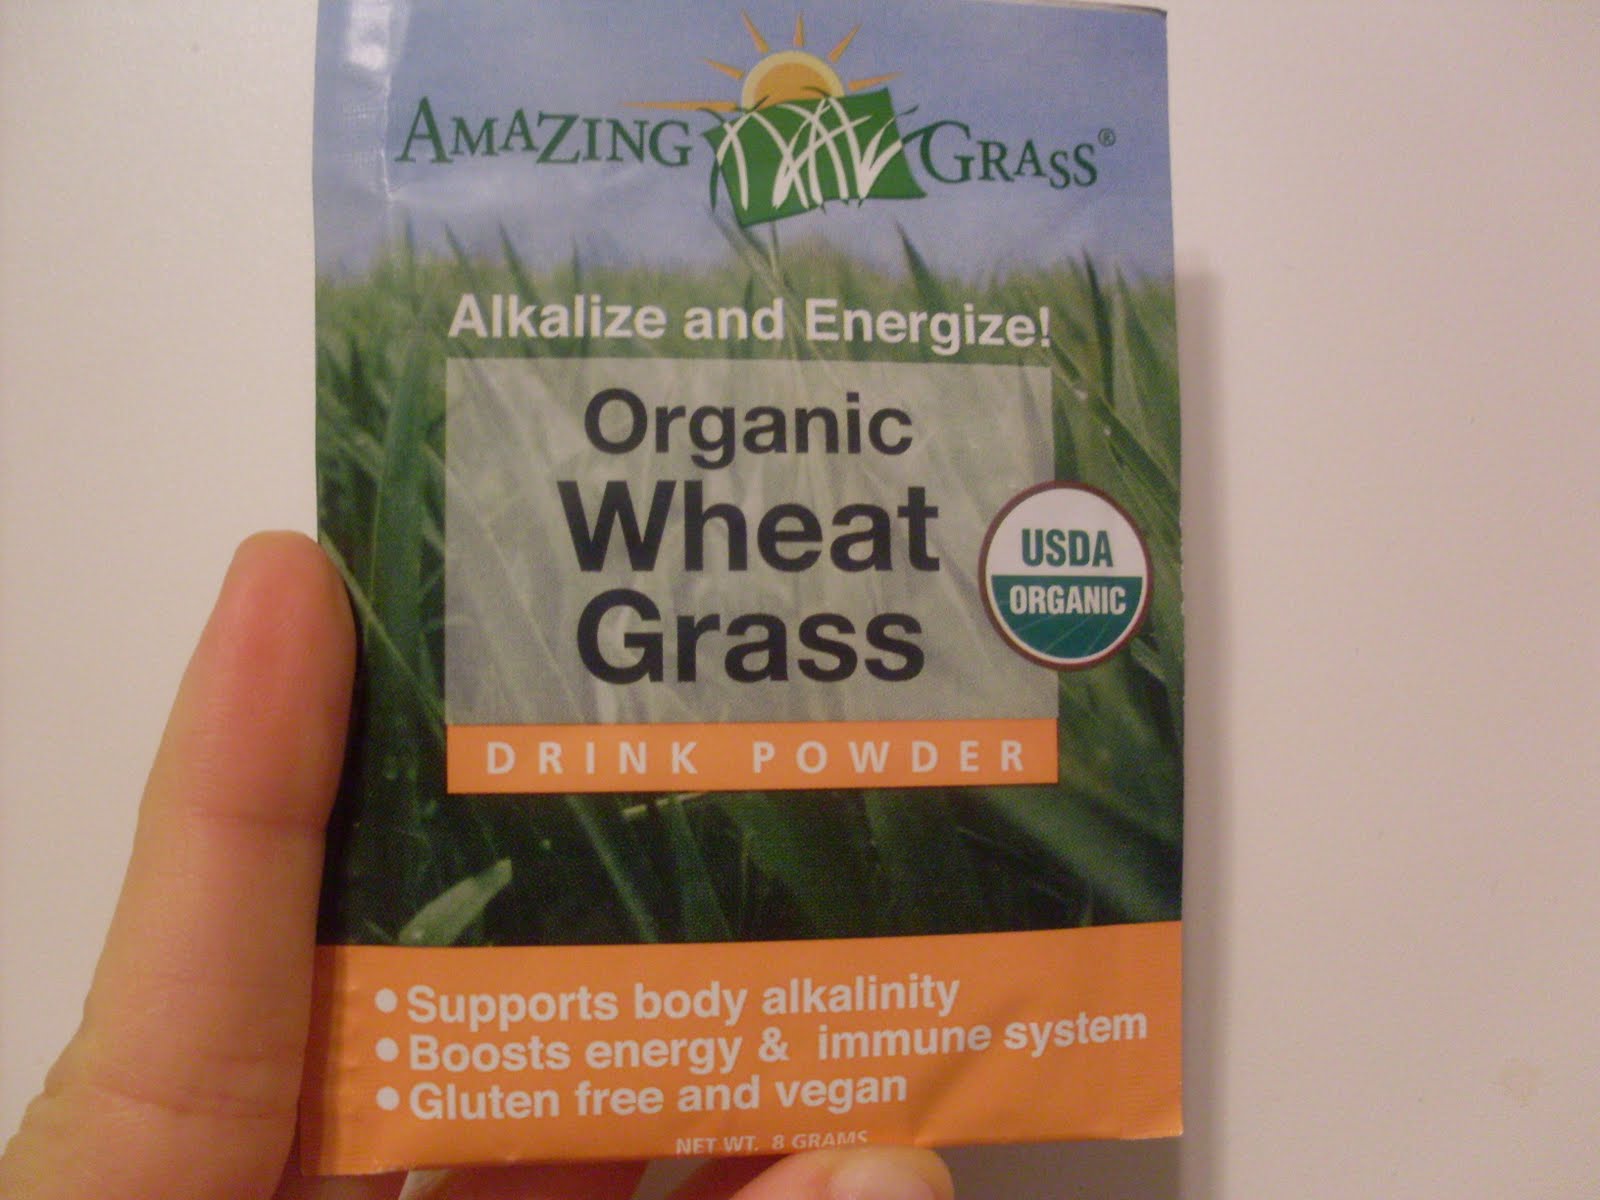 AMAZING GRASS®
Alkalize and Energize!
Organic
Wheat
Grass
USDA
ORGANIC
DRINK POWDER
• Supports body alkalinity
• Boosts energy & immune system
• Gluten free and vegan
NET WT. 8 GRAMS